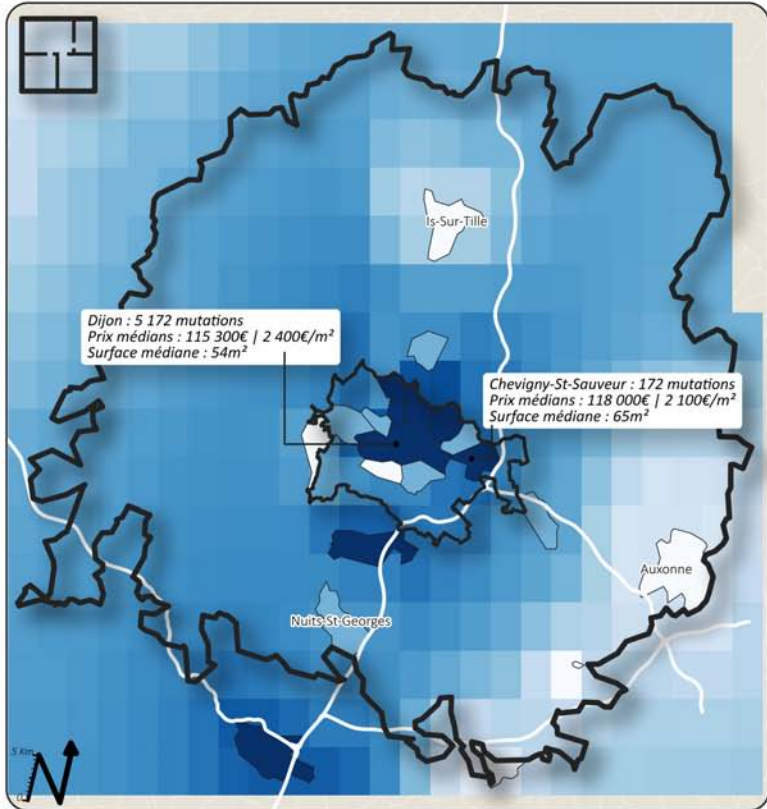 Is-Sur-Tille
Dijon : 5 172 mutations
Prix médians : 115 300€ | 2 400€/m²
Surface médiane : 54m²
Chevigny-St-Sauveur : 172 mutations
Prix médians : 118 000€ | 2 100€/m²
Surface médiane : 65m²
Auxonne
Nuits-St-Georges
5 Km
0